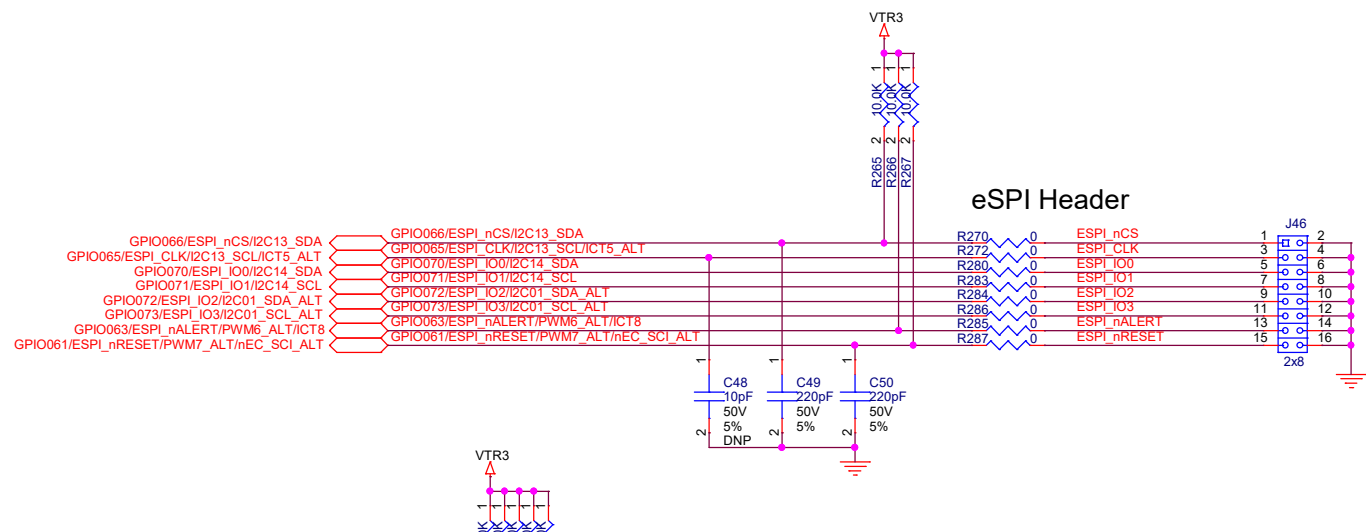 VTR3
10.0K 10.0K 10.0K
1 1 1
2 2 2
R265 R266 R267
eSPI Header
J46
GPIO066/ESPI_nCS/I2C13_SDA GPIO066/ESPI_nCS/I2C13_SDA R270 0 ESPI_nCS 1 2
GPIO065/ESPI_CLK/I2C13_SCL/ICT5_ALT GPIO065/ESPI_CLK/I2C13_SCL/ICT5_ALT R272 0 ESPI_CLK 3 4
GPIO070/ESPI_IO0/I2C14_SDA GPIO070/ESPI_IO0/I2C14_SDA R280 0 ESPI_IO0 5 6
GPIO071/ESPI_IO1/I2C14_SCL GPIO071/ESPI_IO1/I2C14_SCL R283 0 ESPI_IO1 7 8
GPIO072/ESPI_IO2/I2C01_SDA_ALT GPIO072/ESPI_IO2/I2C01_SDA_ALT R284 0 ESPI_IO2 9 10
GPIO073/ESPI_IO3/I2C01_SCL_ALT GPIO073/ESPI_IO3/I2C01_SCL_ALT R286 0 ESPI_IO3 11 12
GPIO063/ESPI_nALERT/PWM6_ALT/ICT8 GPIO063/ESPI_nALERT/PWM6_ALT/ICT8 R285 0 ESPI_nALERT 13 14
GPIO061/ESPI_nRESET/PWM7_ALT/nEC_SCI_ALT GPIO061/ESPI_nRESET/PWM7_ALT/nEC_SCI_ALT R287 0 ESPI_nRESET 15 16
2x8
1 1 1
C48 C49 C50
10pF 220pF 220pF
50V 50V 50V
5% 5% 5%
2 DNP 2 2
VTR3
1 1 1 1